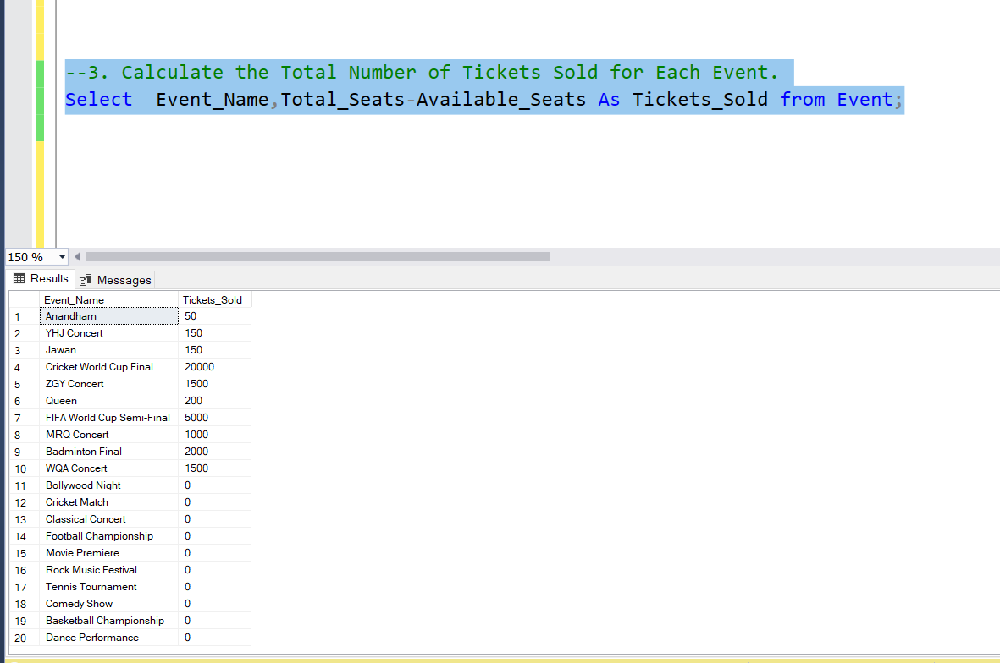 --3. Calculate the Total Number of Tickets Sold for Each Event.
Select  Event_Name,Total_Seats-Available_Seats As Tickets_Sold from Event;
150 %
Results Messages
Event_Name Tickets_Sold
1 Anandham 50
2 YHJ Concert 150
3 Jawan 150
4 Cricket World Cup Final 20000
5 ZGY Concert 1500
6 Queen 200
7 FIFA World Cup Semi-Final 5000
8 MRQ Concert 1000
9 Badminton Final 2000
10 WQA Concert 1500
11 Bollywood Night 0
12 Cricket Match 0
13 Classical Concert 0
14 Football Championship 0
15 Movie Premiere 0
16 Rock Music Festival 0
17 Tennis Tournament 0
18 Comedy Show 0
19 Basketball Championship 0
20 Dance Performance 0